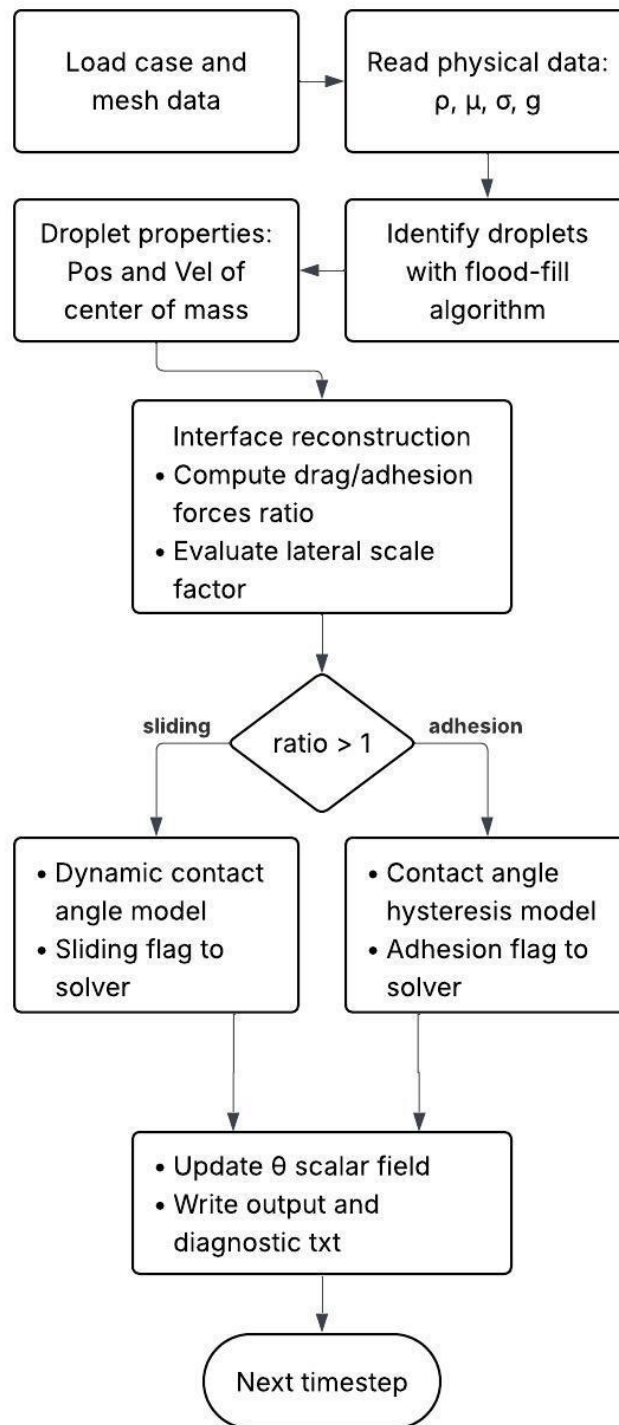 Load case and
mesh data
Read physical data:
ρ, μ, σ, g
Identify droplets
with flood-fill
algorithm
Droplet properties:
Pos and Vel of
center of mass
Interface reconstruction
• Compute drag/adhesion
forces ratio
• Evaluate lateral scale
factor
ratio > 1
sliding
adhesion
• Dynamic contact
angle model
• Sliding flag to
solver
• Contact angle
hysteresis model
• Adhesion flag to
solver
• Update θ scalar field
• Write output and
diagnostic txt
Next timestep